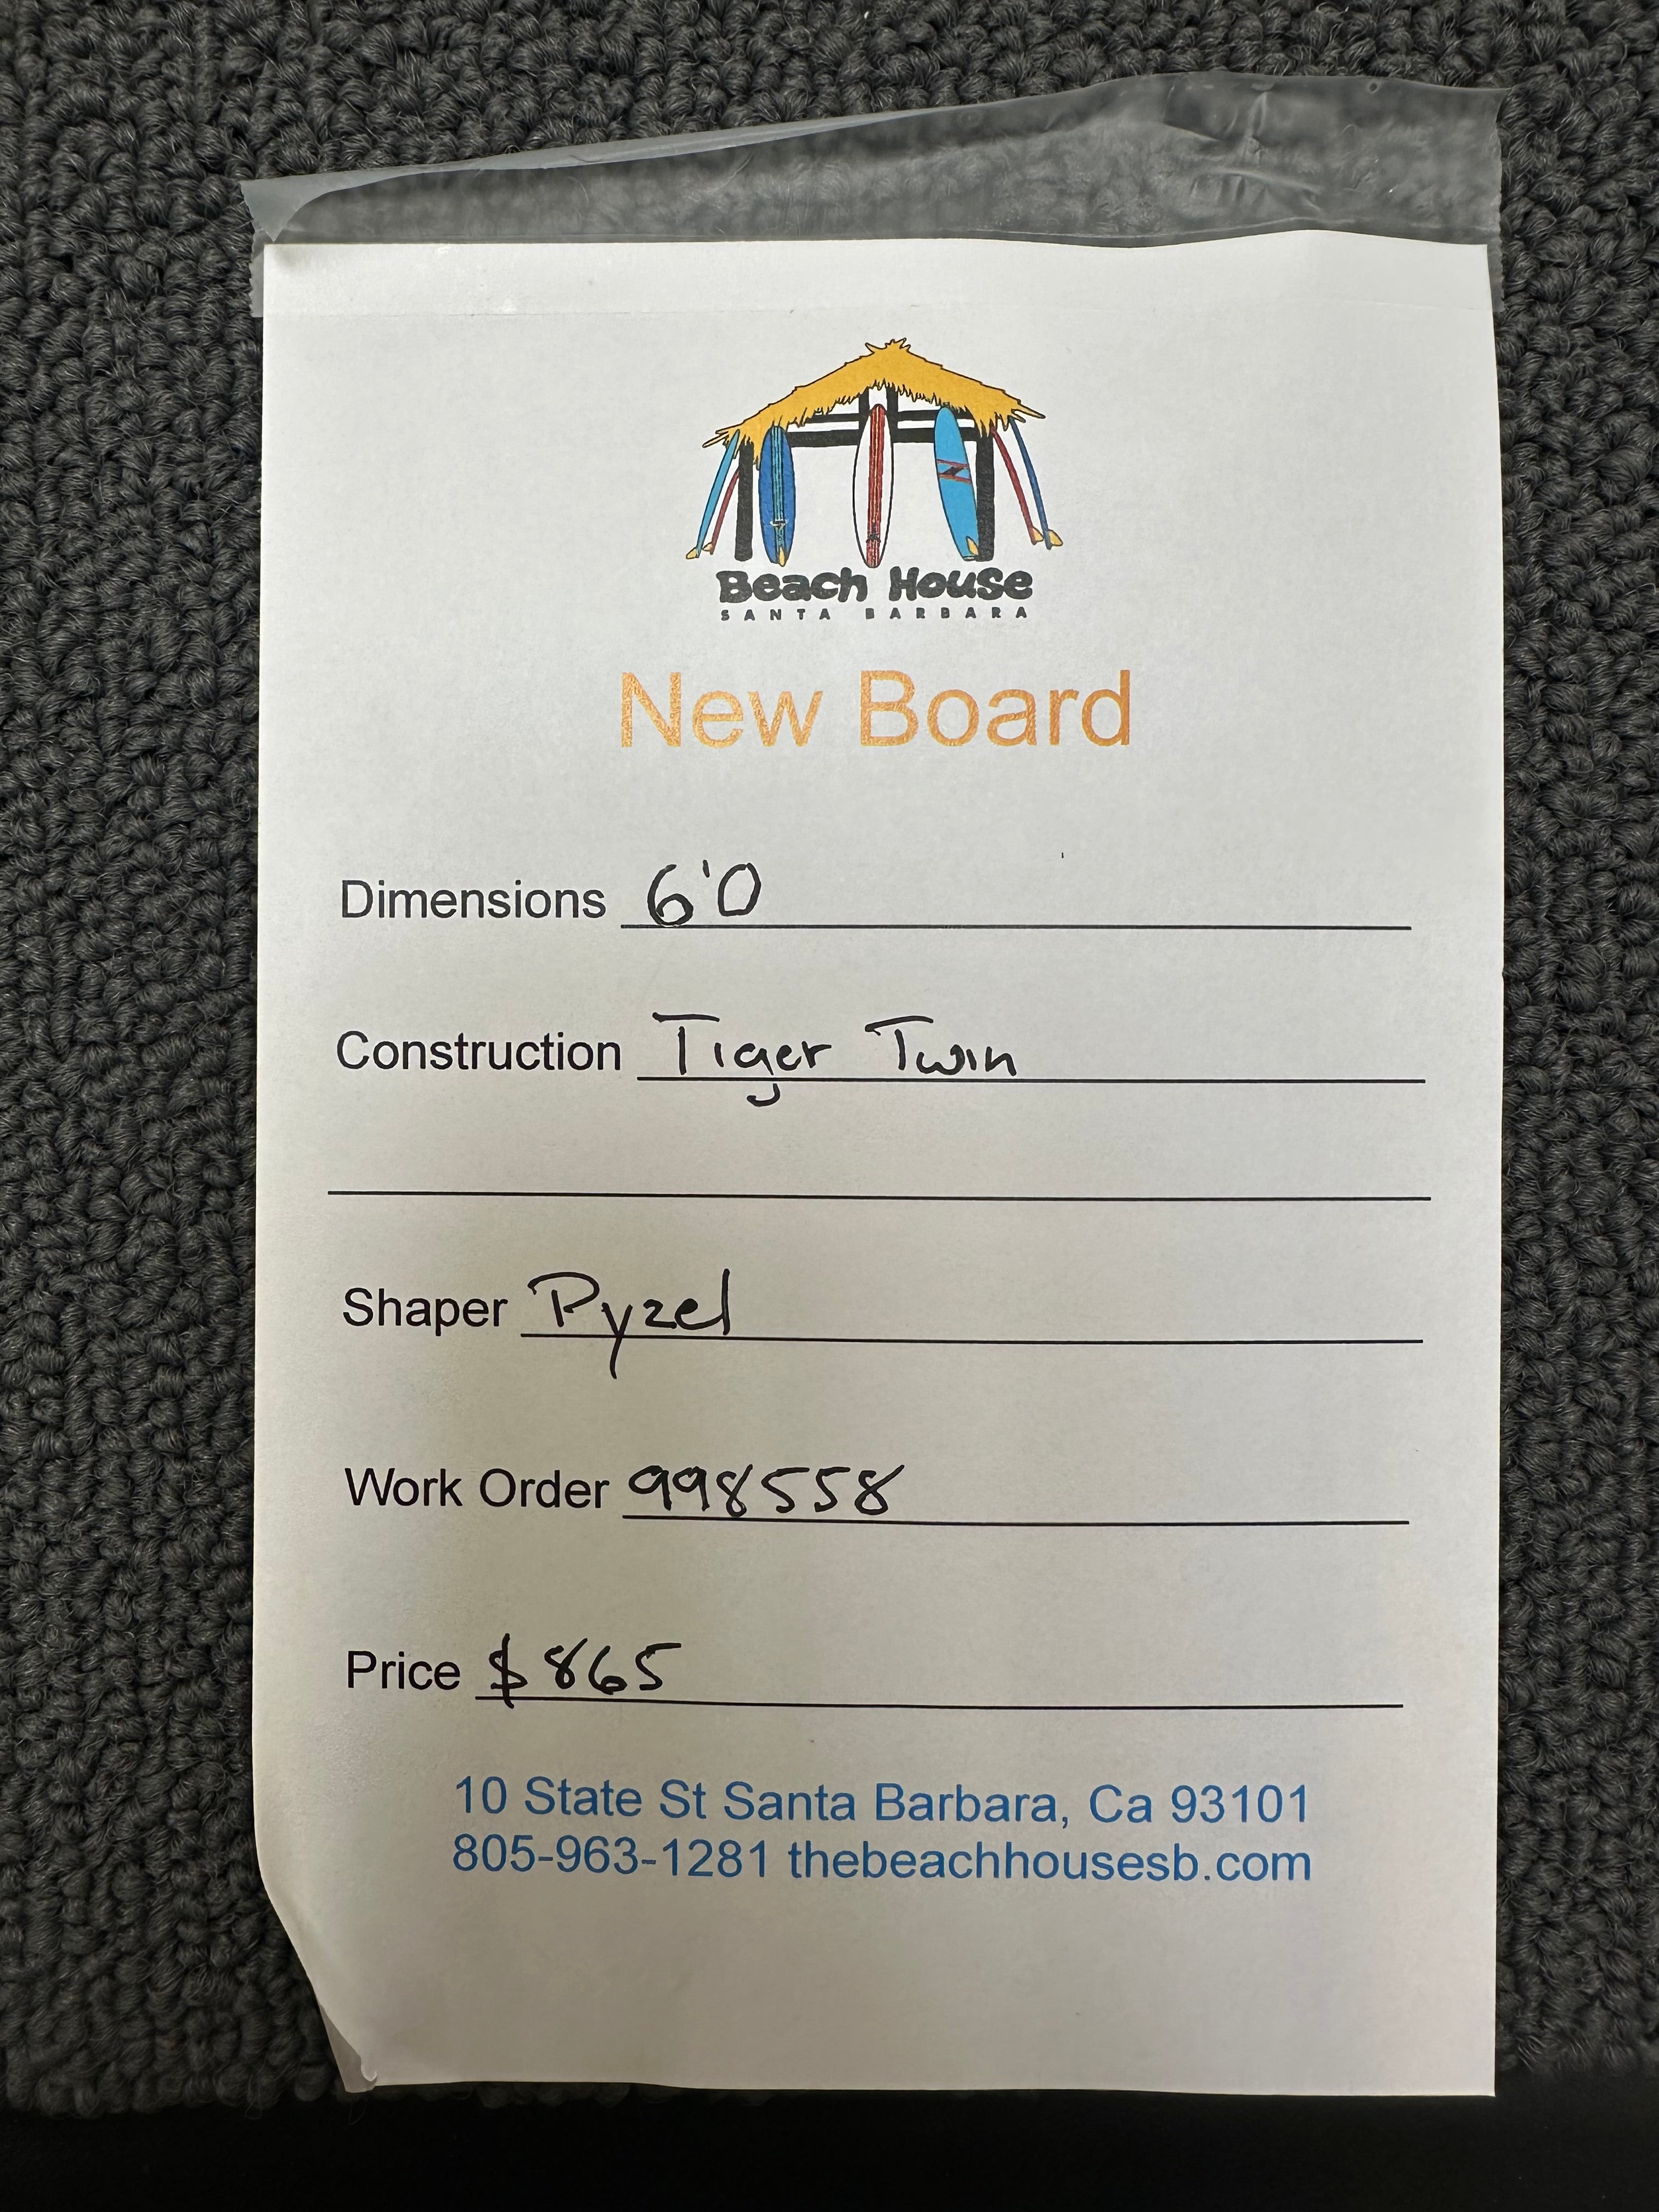 Beach House
SANTA BARBARA
New Board
Dimensions 6'0
Construction Tiger Twin
Shaper Pyzel
Work Order 998558
Price $865
10 State St Santa Barbara, Ca 93101
805-963-1281 thebeachhousesb.com